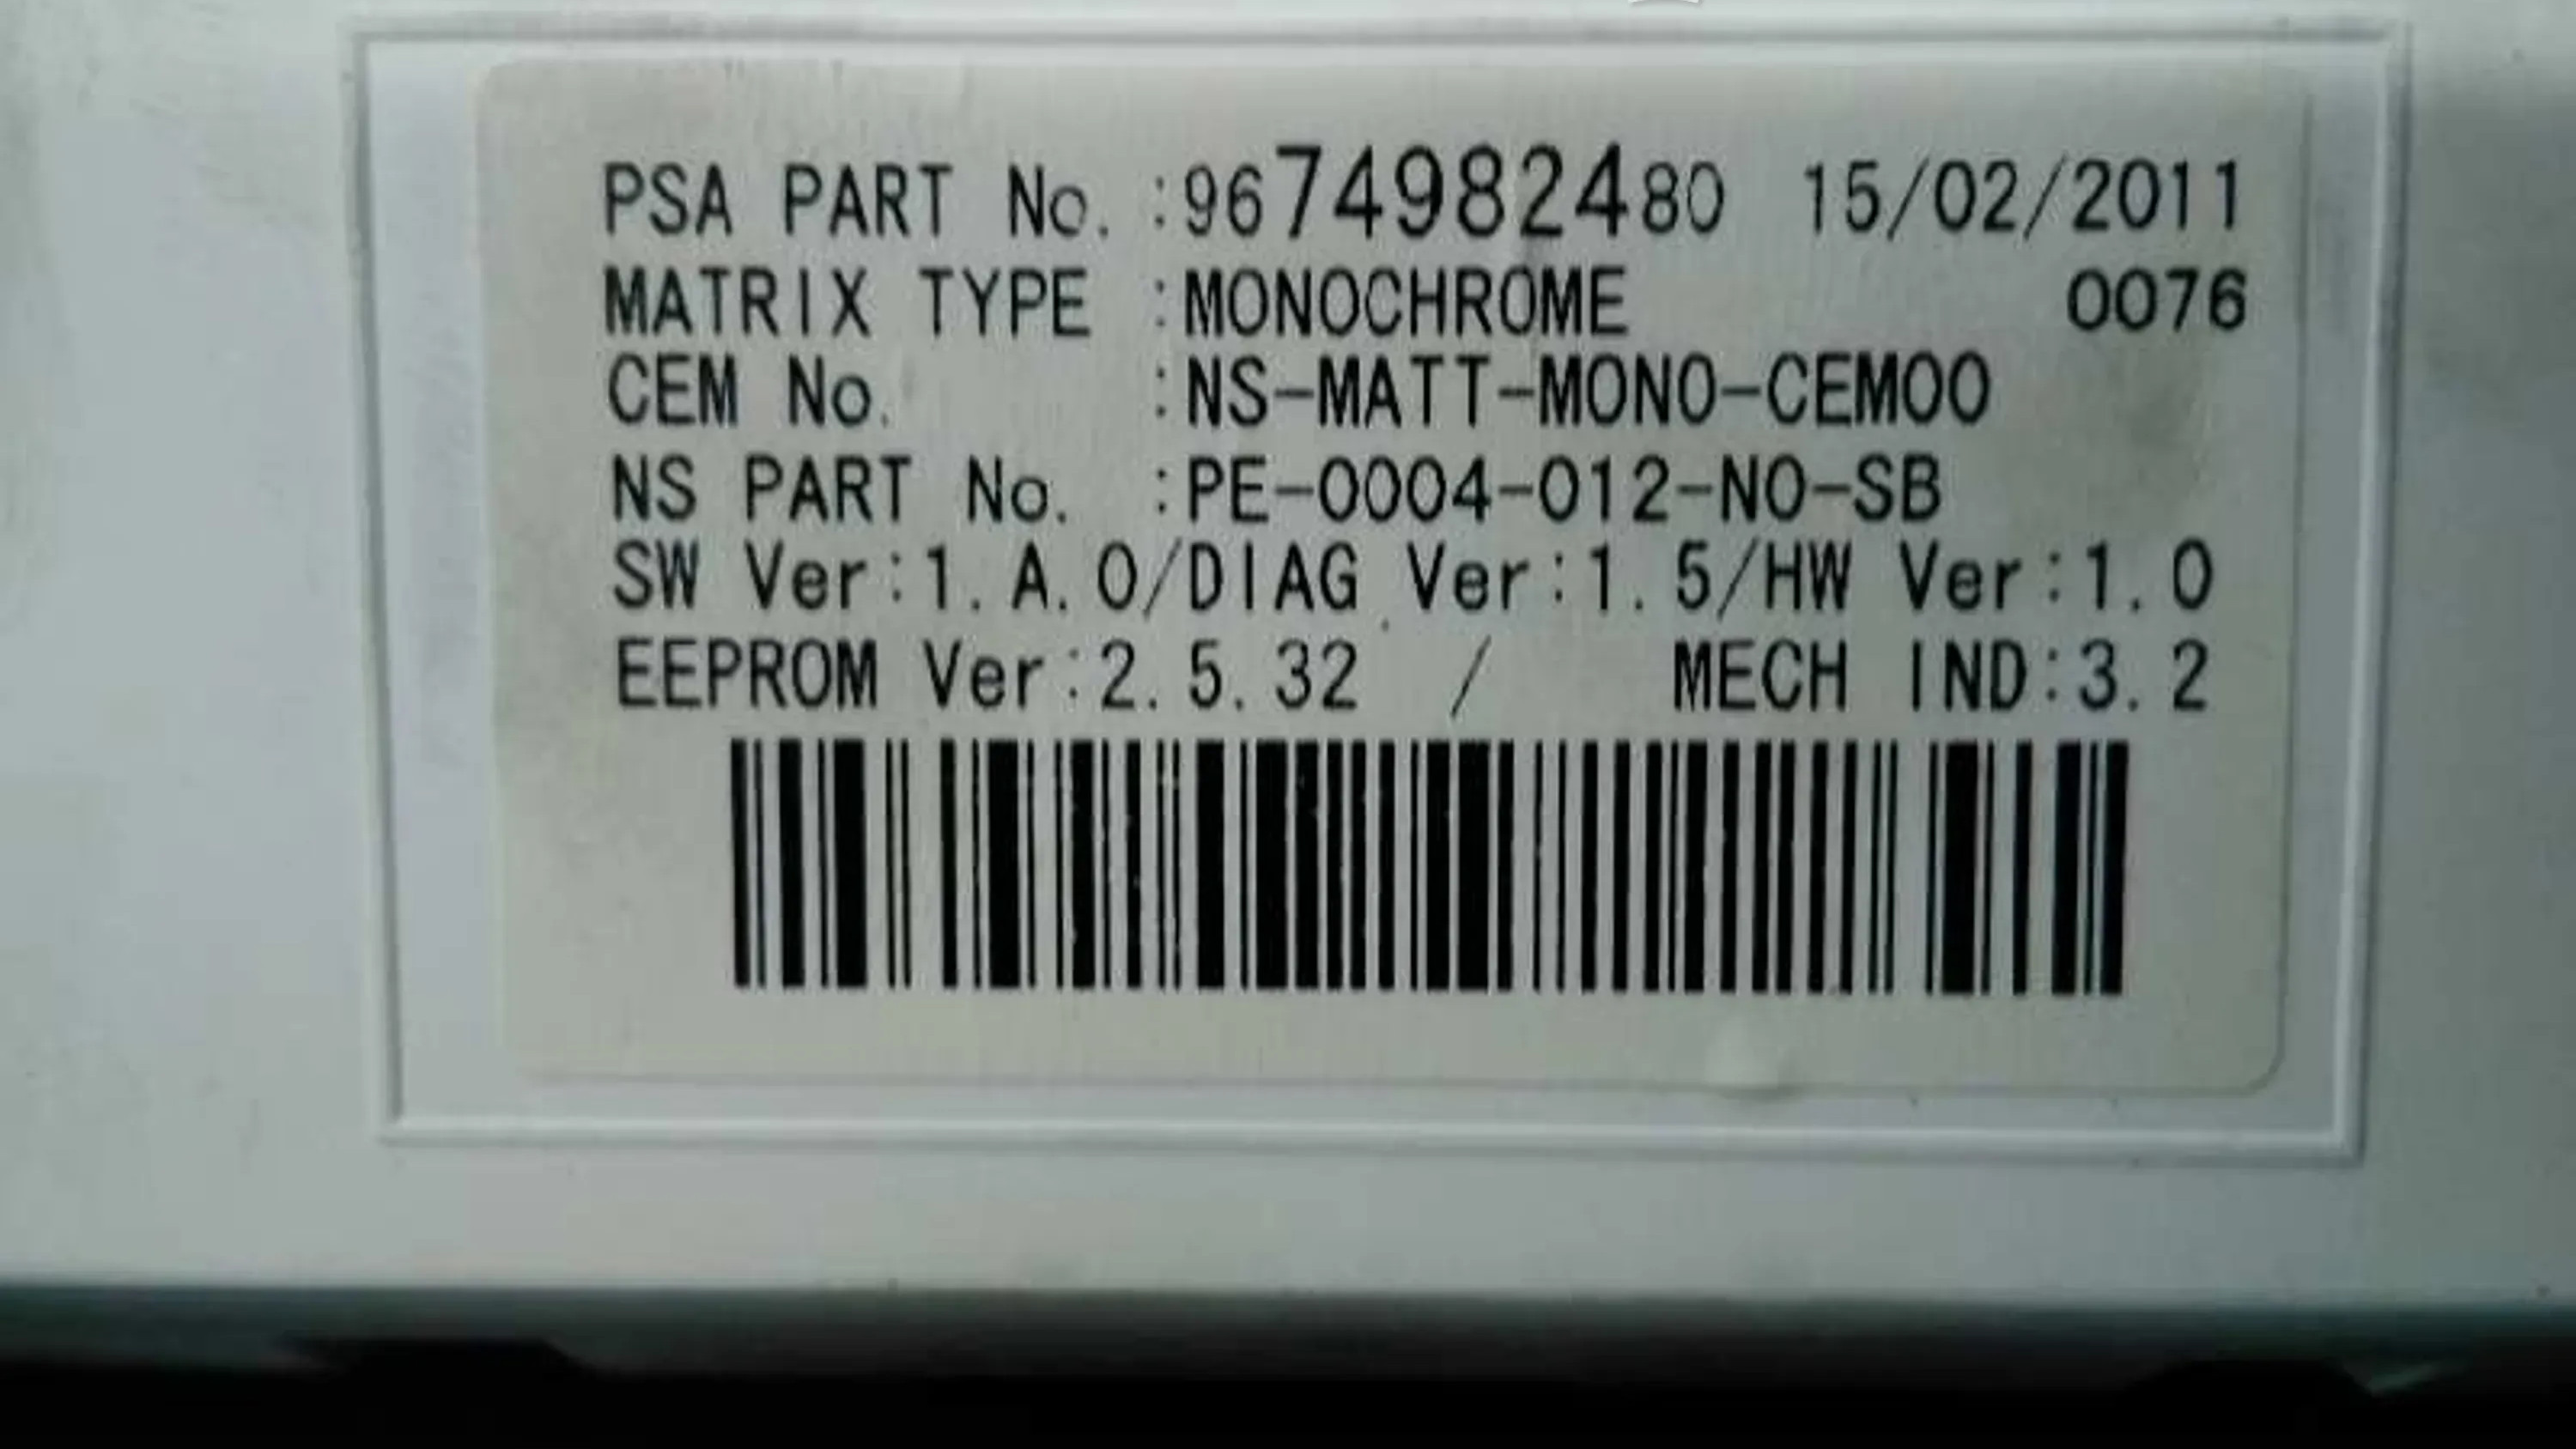 PSA PART No. :9674982480 15/02/2011
MATRIX TYPE :MONOCHROME 0076
CEM No. :NS-MATT-MONO-CEM00
NS PART No. :PE-0004-012-N0-SB
SW Ver:1.A.0/DIAG Ver:1.5/HW Ver:1.0
EEPROM Ver:2.5.32 / MECH IND:3.2